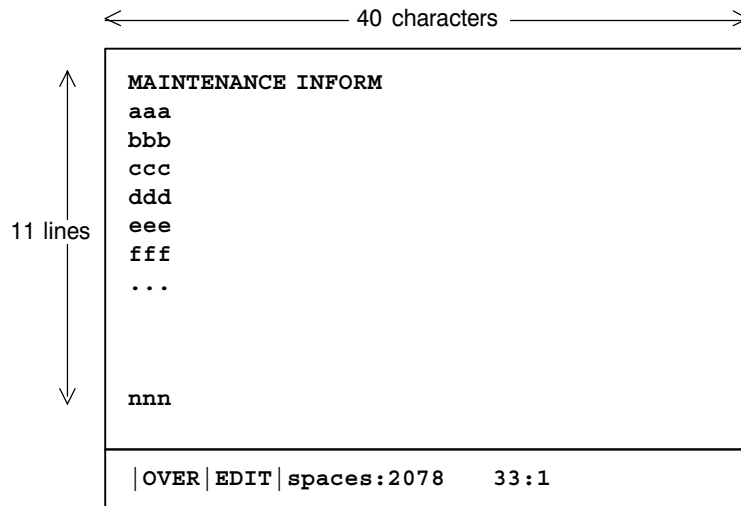 40 characters
MAINTENANCE INFORM
aaa
bbb
ccc
ddd
11 lines
eee
fff
...
nnn
|OVER|EDIT|spaces:2078 33:1